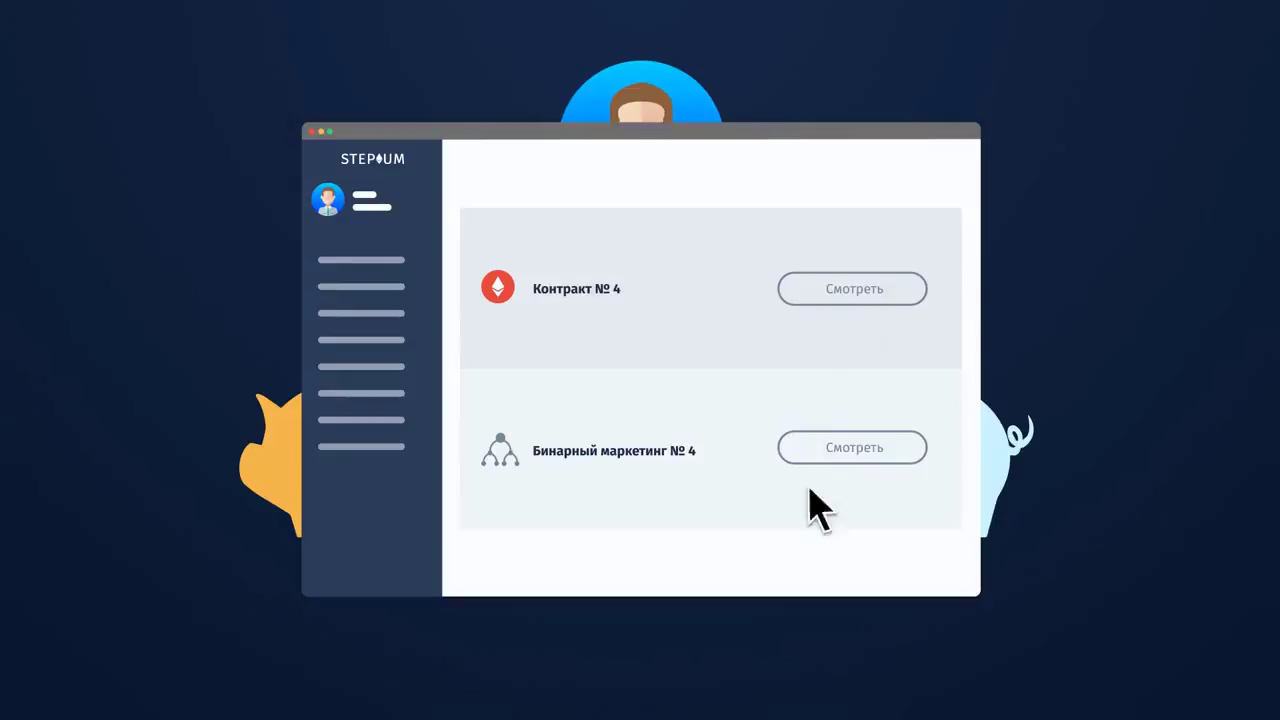 STEPIUM
Контракт № 4
Смотреть
Бинарный маркетинг № 4
Смотреть